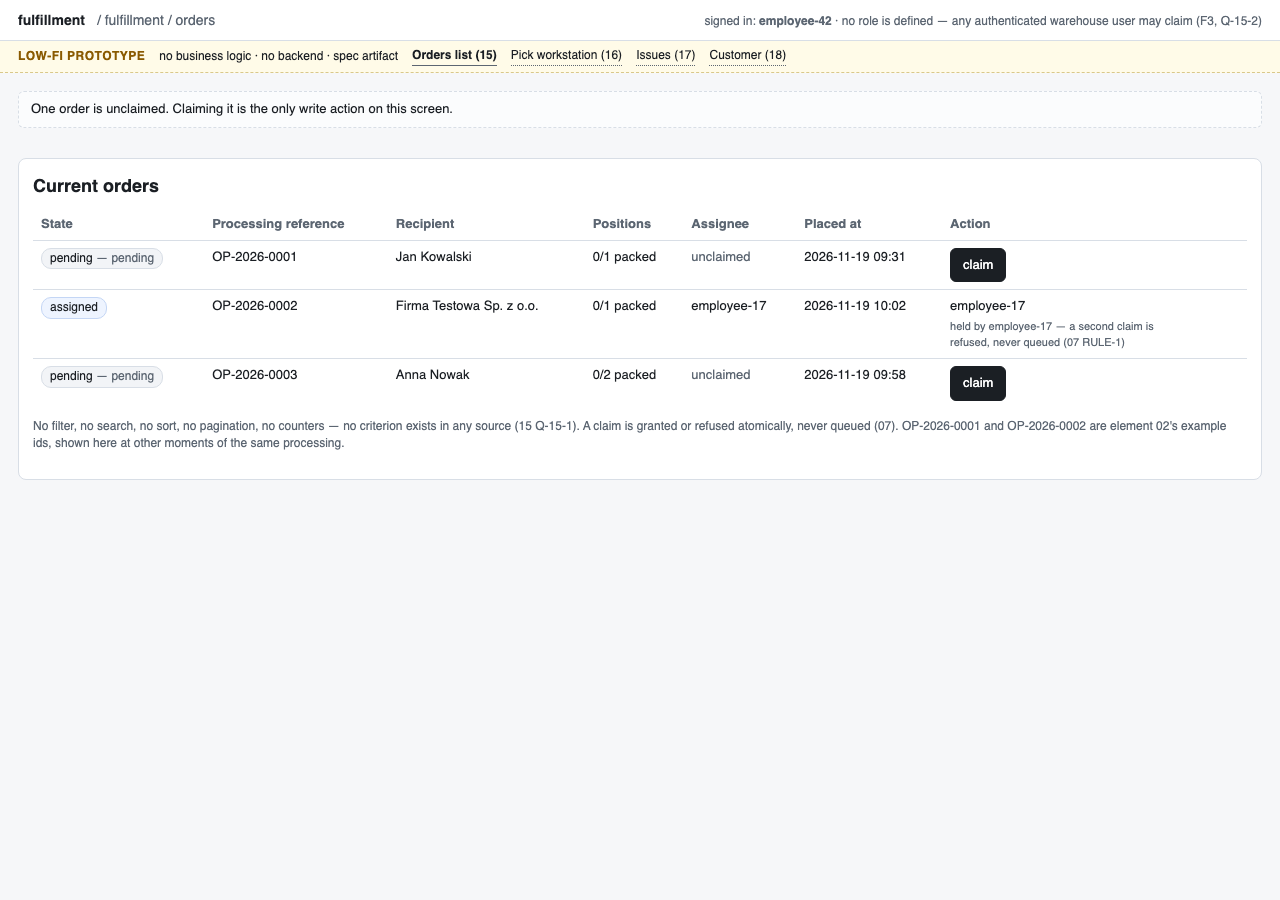 fulfillment / fulfillment / orders signed in: employee-42 · no role is defined — any authenticated warehouse user may claim (F3, Q-15-2)
LOW-FI PROTOTYPE no business logic · no backend · spec artifact Orders list (15) Pick workstation (16) Issues (17) Customer (18)
One order is unclaimed. Claiming it is the only write action on this screen.
Current orders
State Processing reference Recipient Positions Assignee Placed at Action
pending — pending OP-2026-0001 Jan Kowalski 0/1 packed unclaimed 2026-11-19 09:31 claim
assigned OP-2026-0002 Firma Testowa Sp. z o.o. 0/1 packed employee-17 2026-11-19 10:02 employee-17
held by employee-17 — a second claim is
refused, never queued (07 RULE-1)
pending — pending OP-2026-0003 Anna Nowak 0/2 packed unclaimed 2026-11-19 09:58 claim
No filter, no search, no sort, no pagination, no counters — no criterion exists in any source (15 Q-15-1). A claim is granted or refused atomically, never queued (07). OP-2026-0001 and OP-2026-0002 are element 02's example
ids, shown here at other moments of the same processing.